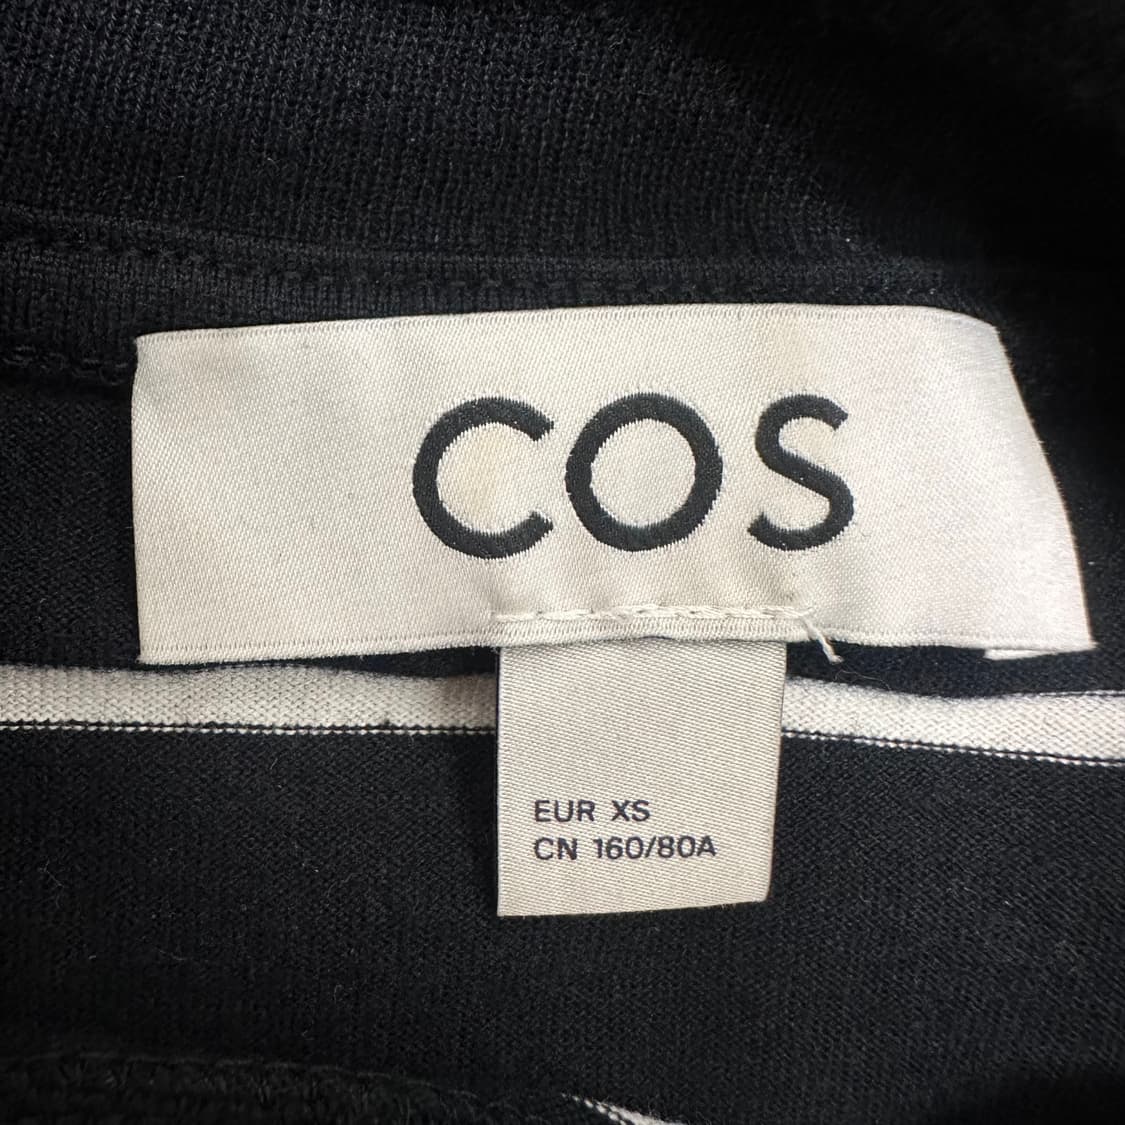 COS
EUR XS
CN 160/80A